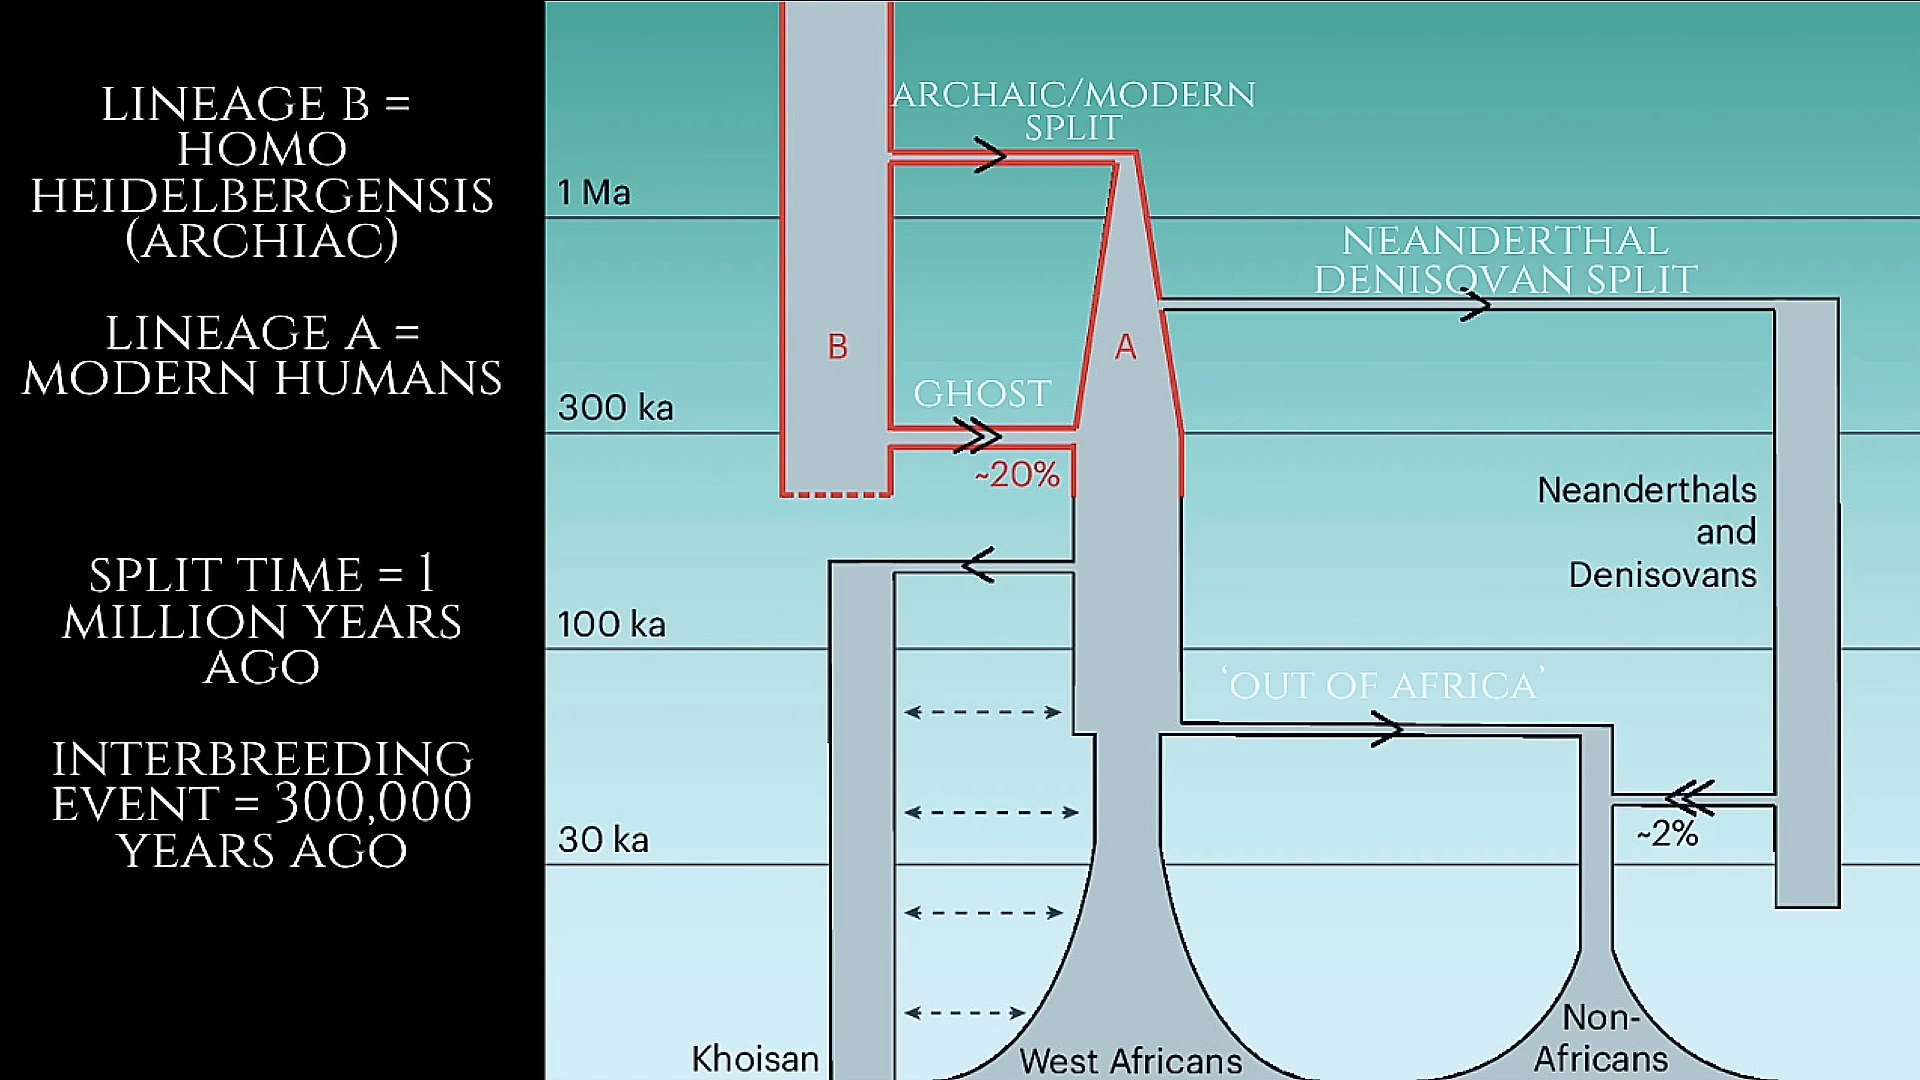 LINEAGE B =
HOMO
HEIDELBERGENSIS
(ARCHIAC)
LINEAGE A =
MODERN HUMANS
SPLIT TIME = 1
MILLION YEARS
AGO
INTERBREEDING
EVENT = 300,000
YEARS AGO
ARCHAIC/MODERN
SPLIT
1 Ma
NEANDERTHAL
DENISOVAN SPLIT
B
A
GHOST
300 ka
~20%
Neanderthals
and
Denisovans
100 ka
‘OUT OF AFRICA’
30 ka
~2%
Khoisan
West Africans
Non-
Africans